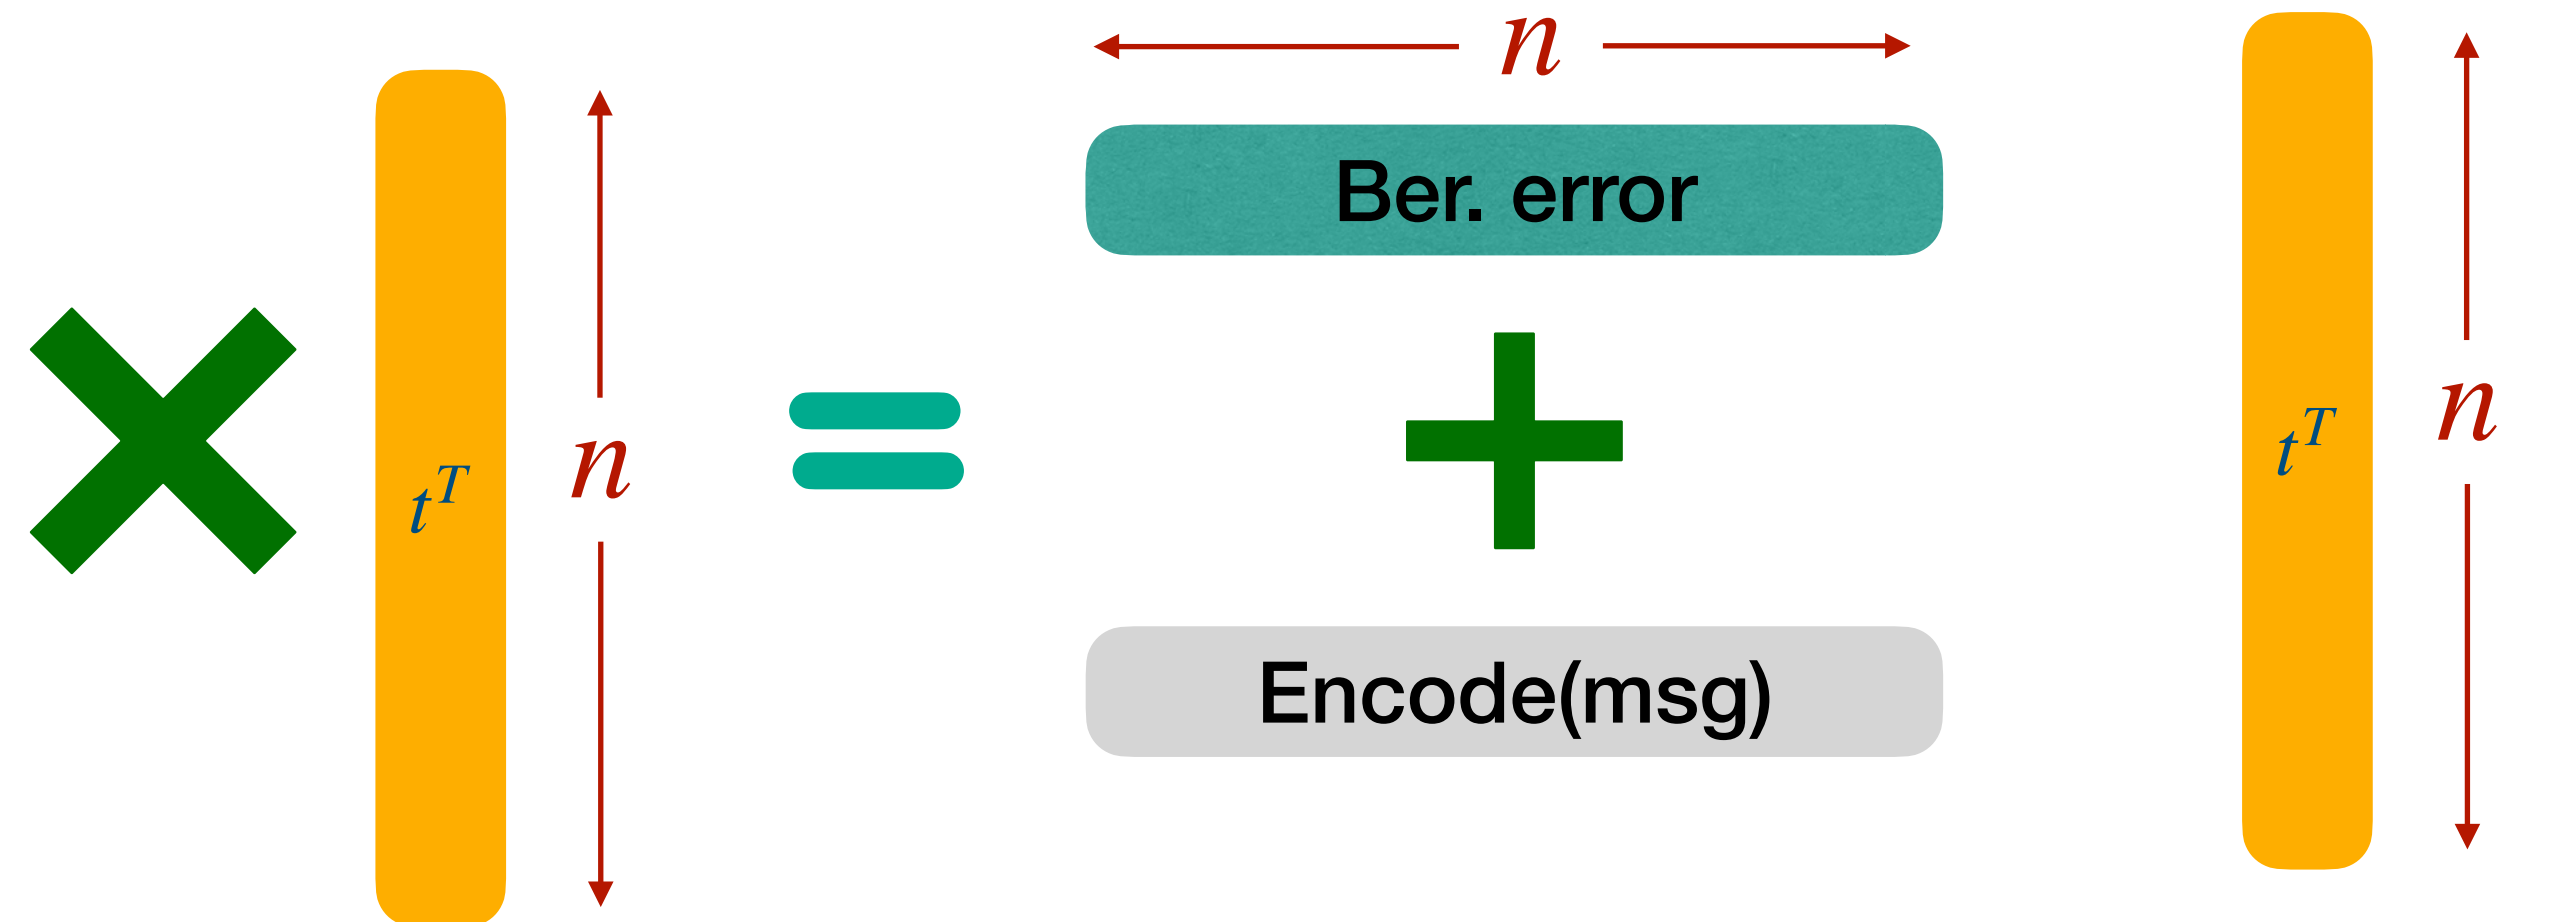 n
Ber. error
t^T
n
=
t^T
n
+
Encode(msg)